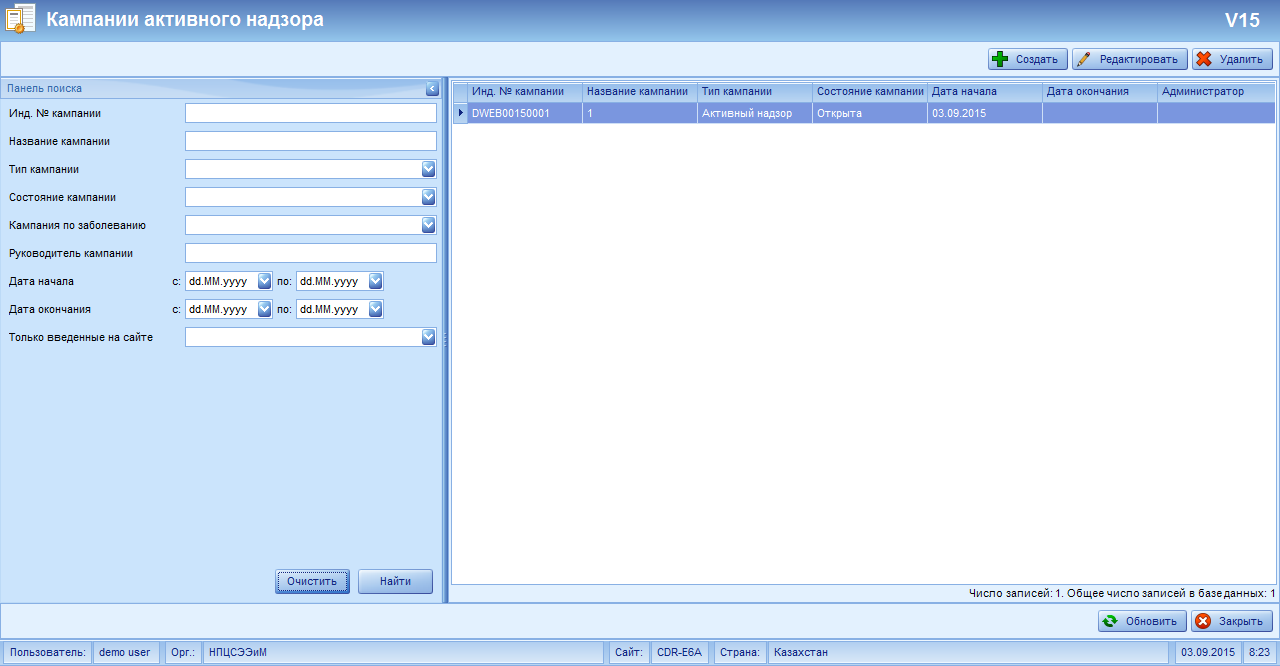 Кампании активного надзора V15
Создать Редактировать Удалить
Панель поиска
Инд. № кампании
Название кампании
Тип кампании
Состояние кампании
Кампания по заболеванию
Руководитель кампании
Дата начала с: dd.MM.yyyy по: dd.MM.yyyy
Дата окончания с: dd.MM.yyyy по: dd.MM.yyyy
Только введенные на сайте
Очистить Найти
Инд. № кампании Название кампании Тип кампании Состояние кампании Дата начала Дата окончания Администратор
DWEB00150001 1 Активный надзор Открыта 03.09.2015
Число записей: 1. Общее число записей в базе данных: 1
Обновить Закрыть
Пользователь: demo user Орг.: НПЦСЭЭиМ Сайт: CDR-E6A Страна: Казахстан 03.09.2015 8:23